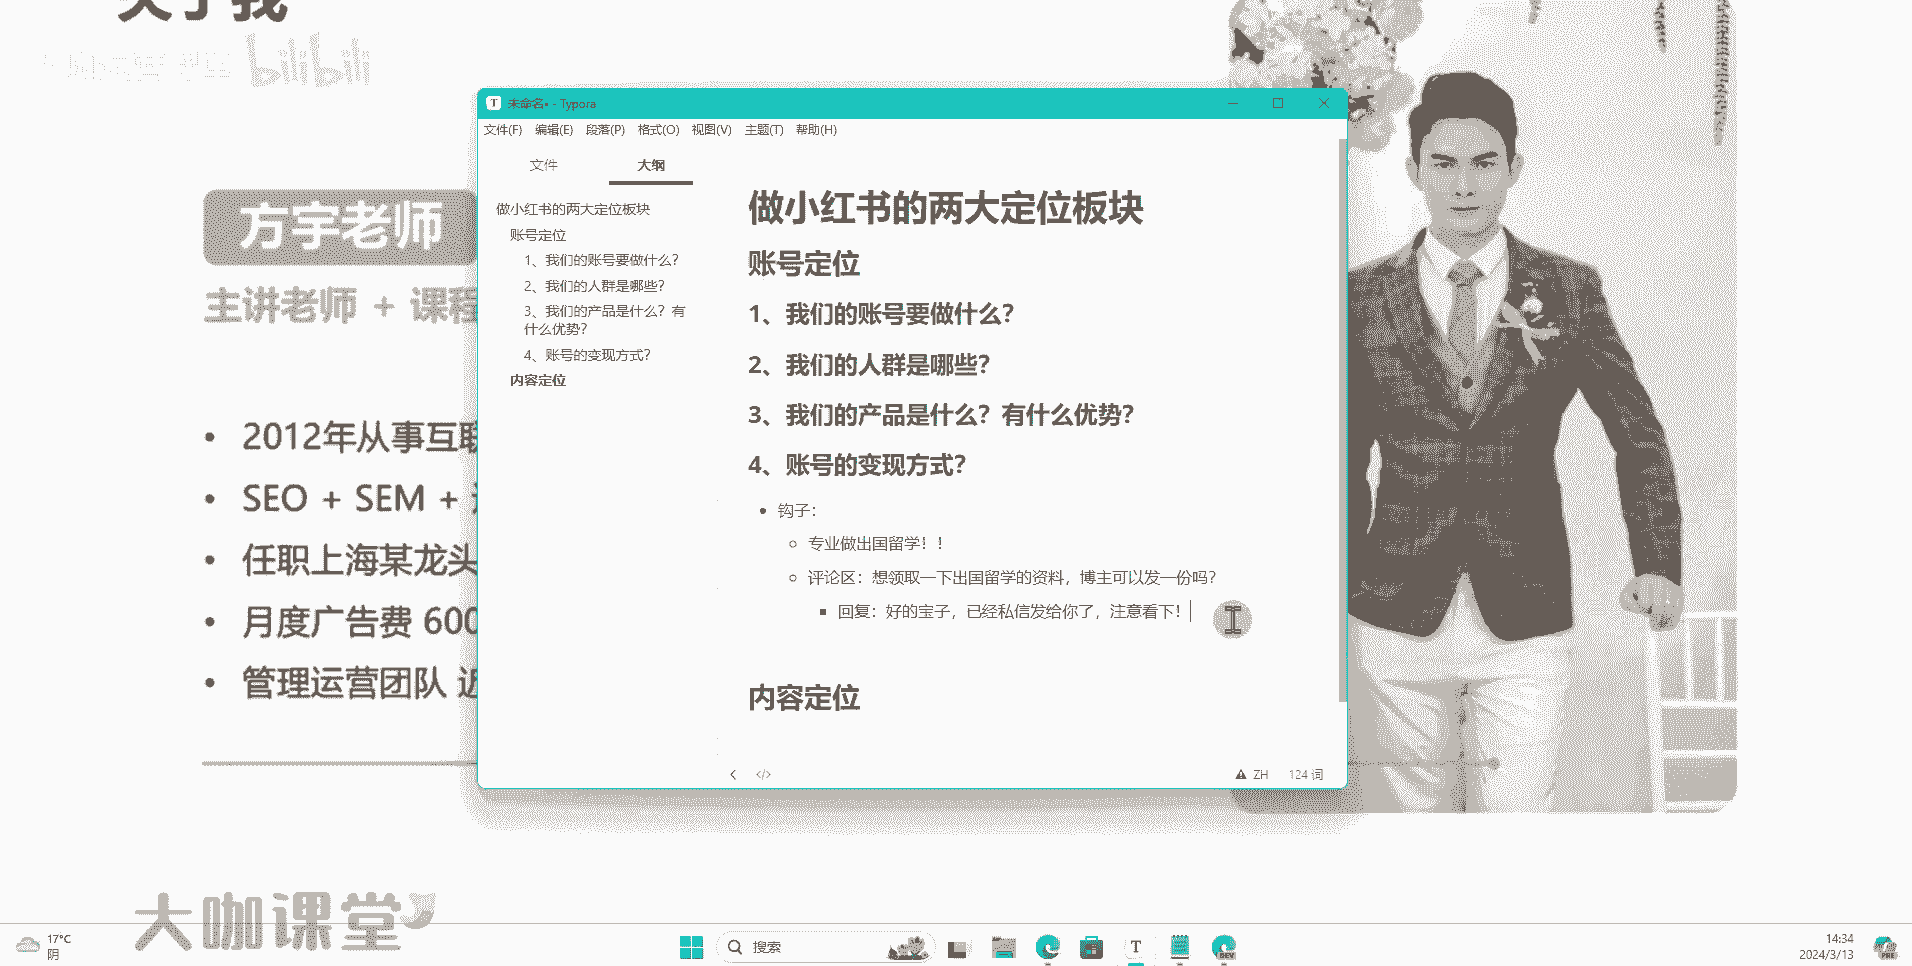 关于我
bilibili
方宇老师
主讲老师 + 课程
2012年从事互联
SEO + SEM +
任职上海某龙头
月度广告费 600
管理运营团队 近
大咖课堂
未命名• - Typora
文件(F) 编辑(E) 段落(P) 格式(O) 视图(V) 主题(T) 帮助(H)
文件 大纲
做小红书的两大定位板块
账号定位
1、我们的账号要做什么？
2、我们的人群是哪些？
3、我们的产品是什么？有
什么优势？
4、账号的变现方式？
内容定位
做小红书的两大定位板块
账号定位
1、我们的账号要做什么？
2、我们的人群是哪些？
3、我们的产品是什么？有什么优势？
4、账号的变现方式？
钩子：
专业做出国留学！！
评论区：想领取一下出国留学的资料，博主可以发一份吗？
回复：好的宝子，已经私信发给你了，注意看下！
内容定位
ZH 124 词
17°C
阴
搜索
T
DEV
14:34
2024/3/13
PRE